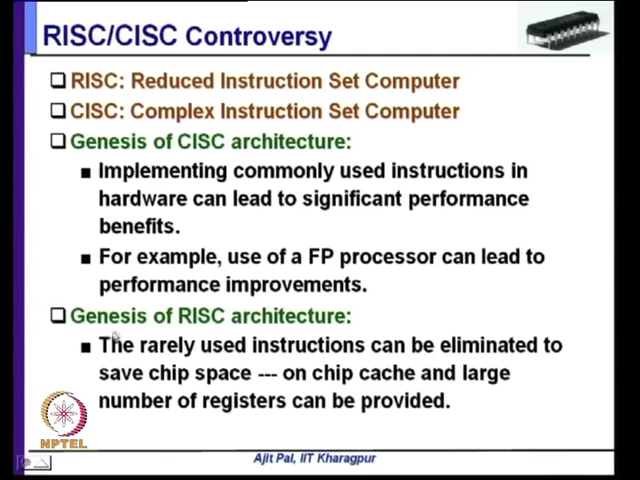 RISC/CISC Controversy
RISC: Reduced Instruction Set Computer
CISC: Complex Instruction Set Computer
Genesis of CISC architecture:
Implementing commonly used instructions in
hardware can lead to significant performance
benefits.
For example, use of a FP processor can lead to
performance improvements.
Genesis of RISC architecture:
The rarely used instructions can be eliminated to
save chip space --- on chip cache and large
number of registers can be provided.
NPTEL
Ajit Pal, IIT Kharagpur